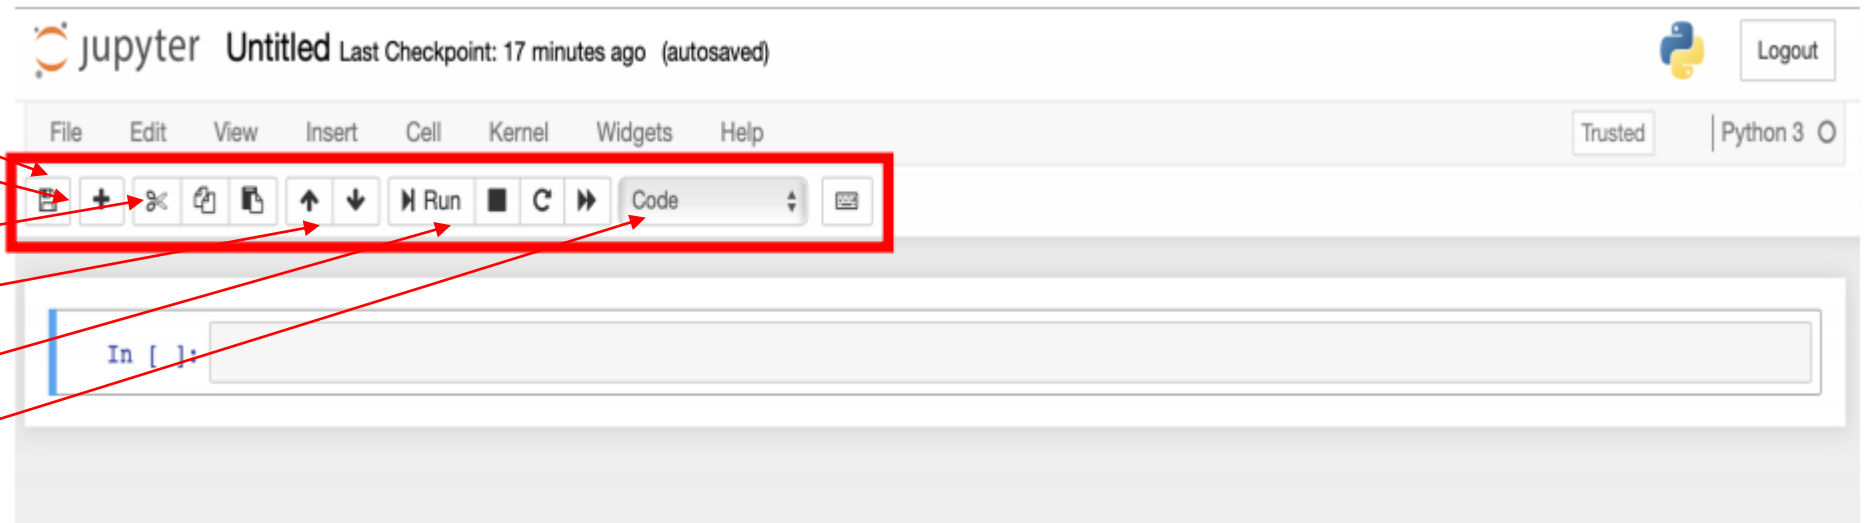 jupyter Untitled Last Checkpoint: 17 minutes ago (autosaved)
Logout
File Edit View Insert Cell Kernel Widgets Help
Trusted
Python 3
Run
Code
In [ ]: